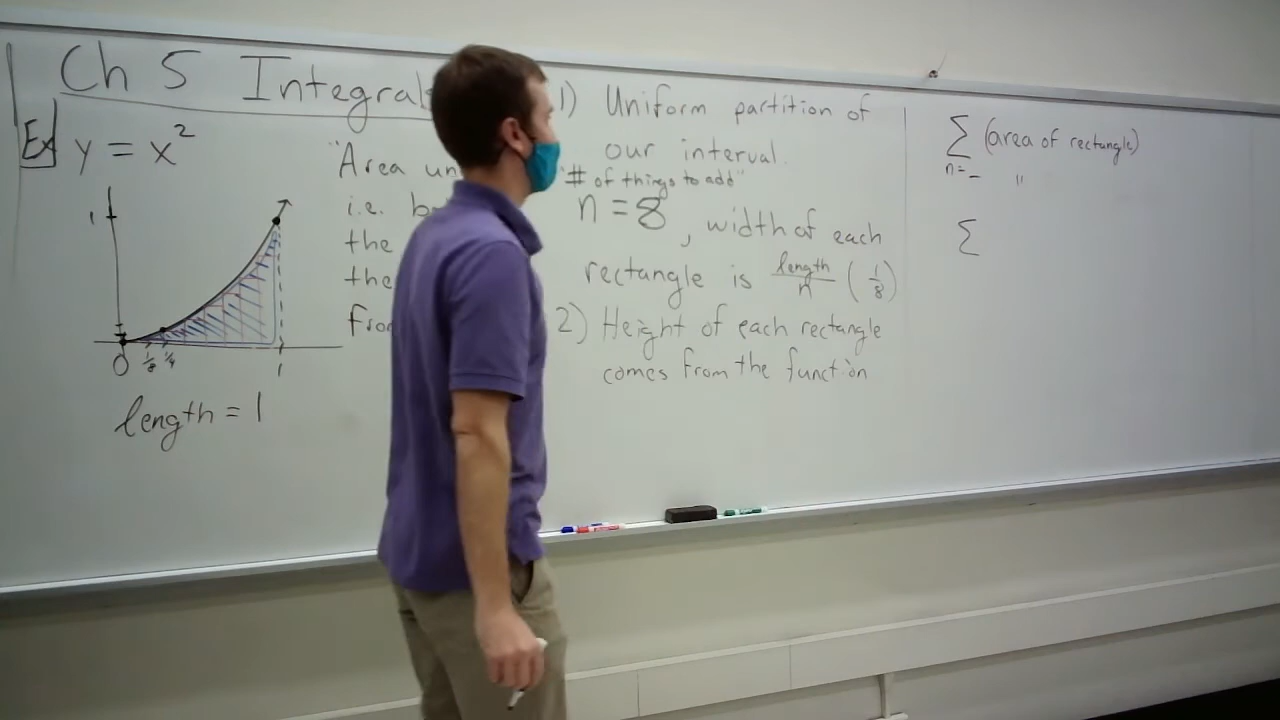 Ch 5 Integral
Ex y = x²
1
0 1/8 1/4 1
length = 1
"Area un
i.e. b
the
the
from
1) Uniform partition of
our interval.
"# of things to add"
n = 8, width of each
rectangle is length/n (1/8)
2) Height of each rectangle
comes from the function
∑ (area of rectangle)
n=_ "
∑